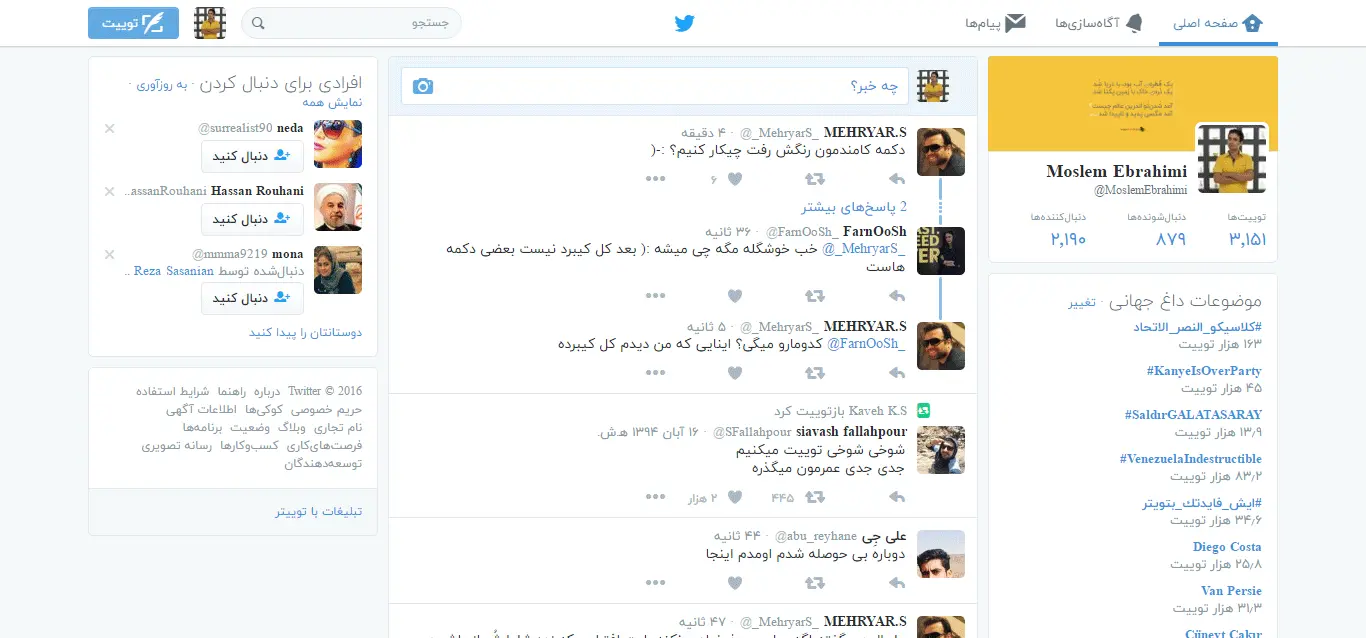 صفحه اصلی
آگاه‌سازی‌ها
پیام‌ها
جستجو
توییت
Moslem Ebrahimi
@MoslemEbrahimi
توییت‌ها دنبال‌شونده‌ها دنبال‌کننده‌ها
۳,۱۵۱ ۸۷۹ ۲,۱۹۰
موضوعات داغ جهانی · تغییر
#كلاسيكو_النصر_الاتحاد
۱۶۳ هزار توییت
#KanyeIsOverParty
۴۵ هزار توییت
#SaldırGALATASARAY
۱۳٫۹ هزار توییت
#VenezuelaIndestructible
۸۳٫۲ هزار توییت
#ايش_فايدتك_بتويتر
۳۴٫۶ هزار توییت
Diego Costa
۲۵٫۸ هزار توییت
Van Persie
۳۱٫۳ هزار توییت
Cüneyt Çakır
چه خبر؟
MEHRYAR.S @_MehryarS_ · ۴ دقیقه
دکمه کامندمون رنگش رفت چیکار کنیم؟ :-(
۶
2 پاسخ‌های بیشتر
FarnOoSh @FarnOoSh_ · ۳۶ ثانیه
@_MehryarS_ خب خوشگله مگه چی میشه :( بعد کل کیبرد نیست بعضی دکمه
هاست
MEHRYAR.S @_MehryarS_ · ۵ ثانیه
@FarnOoSh_ کدومارو میگی؟ اینایی که من دیدم کل کیبرده
Kaveh K.S بازتوییت کرد
siavash fallahpour @SFallahpour · ۱۶ آبان ۱۳۹۴ ه‍.ش.
شوخی شوخی توییت میکنیم
جدی جدی عمرمون میگذره
۴۴۵ ۲ هزار
علی جِی @abu_reyhane · ۴۴ ثانیه
دوباره بی حوصله شدم اومدم اینجا
MEHRYAR.S @_MehryarS_ · ۴۷ ثانیه
افرادی برای دنبال کردن · به روزآوری ·
نمایش همه
neda @surrealist90
دنبال کنید
Hassan Rouhani ..assanRouhani
دنبال کنید
mona @mmma9219
دنبال‌شده توسط Reza Sasanian ..
دنبال کنید
دوستانتان را پیدا کنید
Twitter © 2016 درباره راهنما شرایط استفاده
حریم خصوصی کوکی‌ها اطلاعات آگهی
نام تجاری وبلاگ وضعیت برنامه‌ها
فرصت‌های‌کاری کسب‌وکارها رسانه تصویری
توسعه‌دهندگان
تبلیغات با توییتر